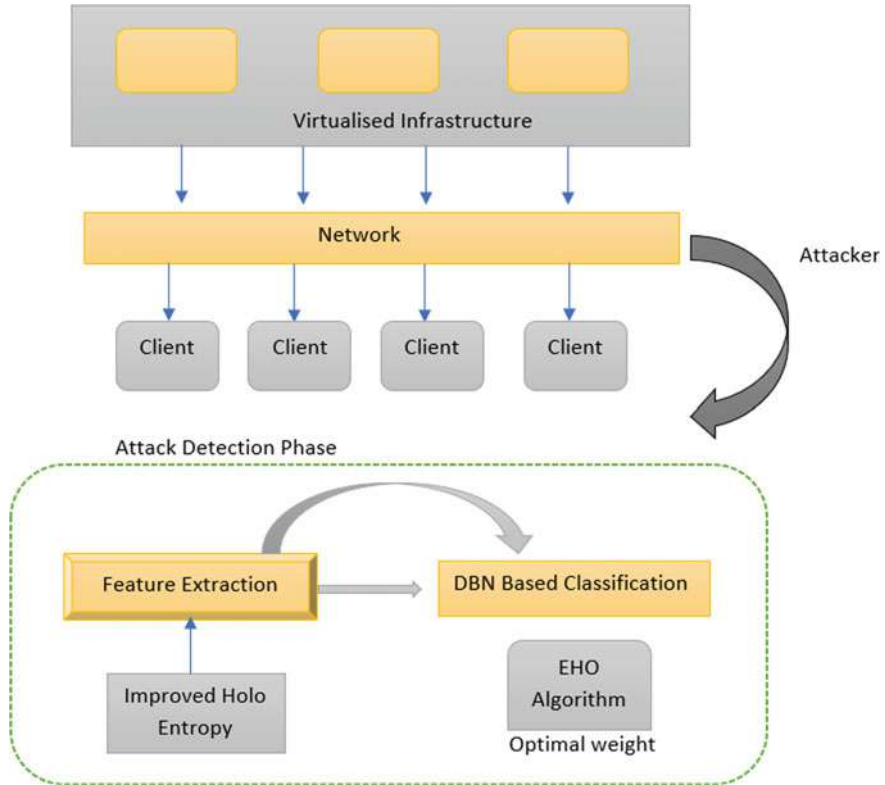 Virtualised Infrastructure
Network
Attacker
Client
Client
Client
Client
Attack Detection Phase
Feature Extraction
DBN Based Classification
Improved Holo
Entropy
EHO
Algorithm
Optimal weight